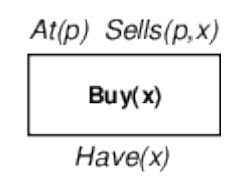 At(p) Sells(p,x)
Buy(x)
Have(x)